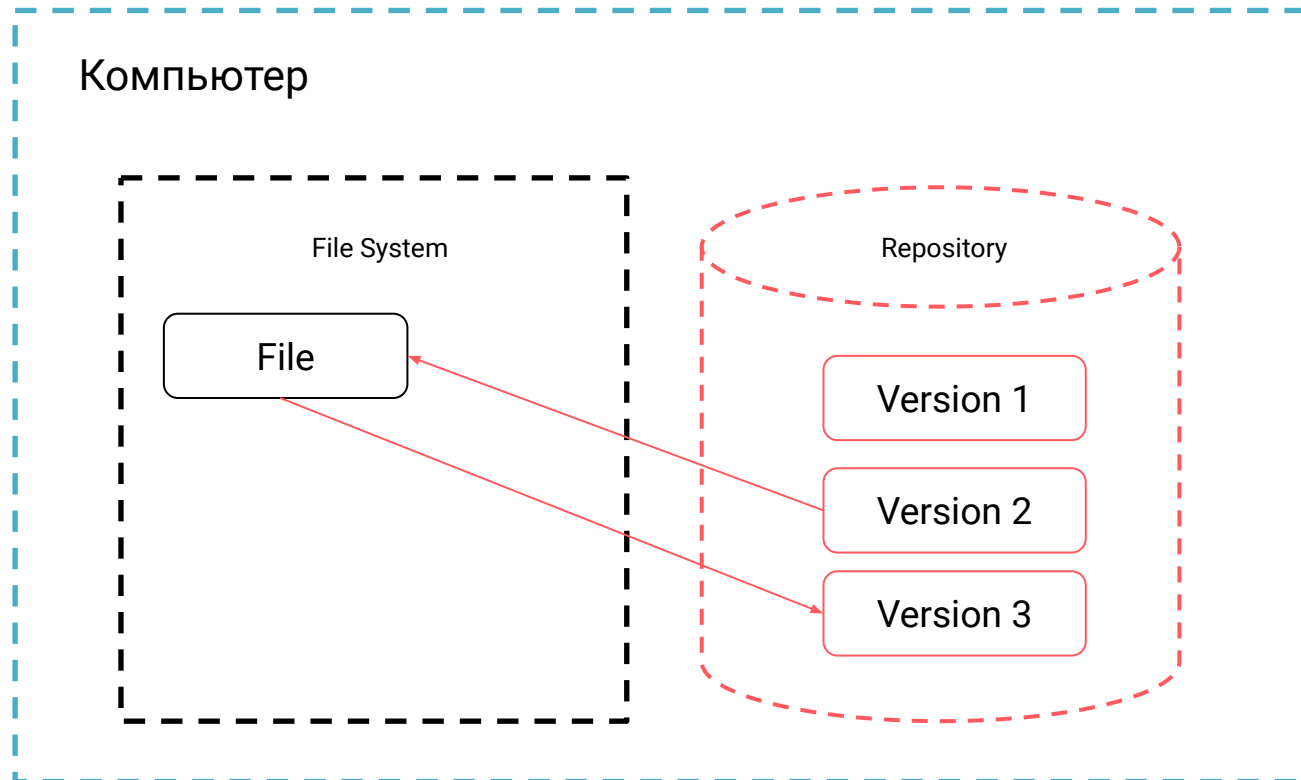 Компьютер
File System
Repository
File
Version 1
Version 2
Version 3